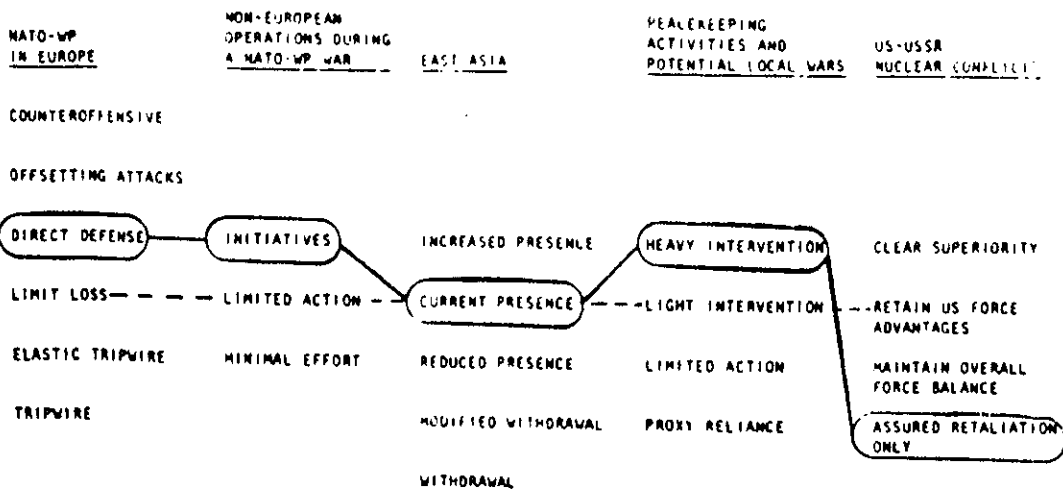 NATO-WP
IN EUROPE
NON-EUROPEAN
OPERATIONS DURING
A NATO-WP WAR
EAST ASIA
PEACEKEEPING
ACTIVITIES AND
POTENTIAL LOCAL WARS
US-USSR
NUCLEAR CONFLICT
COUNTEROFFENSIVE
OFFSETTING ATTACKS
DIRECT DEFENSE
INITIATIVES
INCREASED PRESENCE
HEAVY INTERVENTION
CLEAR SUPERIORITY
LIMIT LOSS
LIMITED ACTION
CURRENT PRESENCE
LIGHT INTERVENTION
RETAIN US FORCE
ADVANTAGES
ELASTIC TRIPWIRE
MINIMAL EFFORT
REDUCED PRESENCE
LIMITED ACTION
MAINTAIN OVERALL
FORCE BALANCE
TRIPWIRE
MODIFIED WITHDRAWAL
PROXY RELIANCE
ASSURED RETALIATION
ONLY
WITHDRAWAL